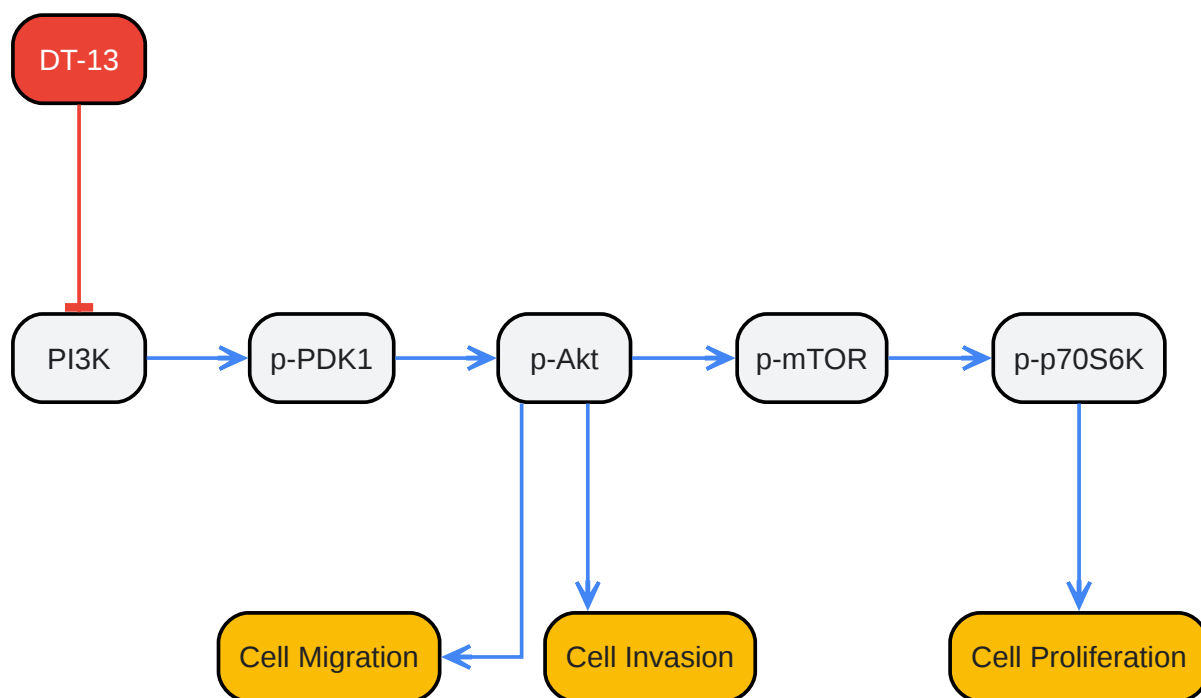 DT-13
PI3K
p-PDK1
p-Akt
p-mTOR
p-p70S6K
Cell Migration
Cell Invasion
Cell Proliferation